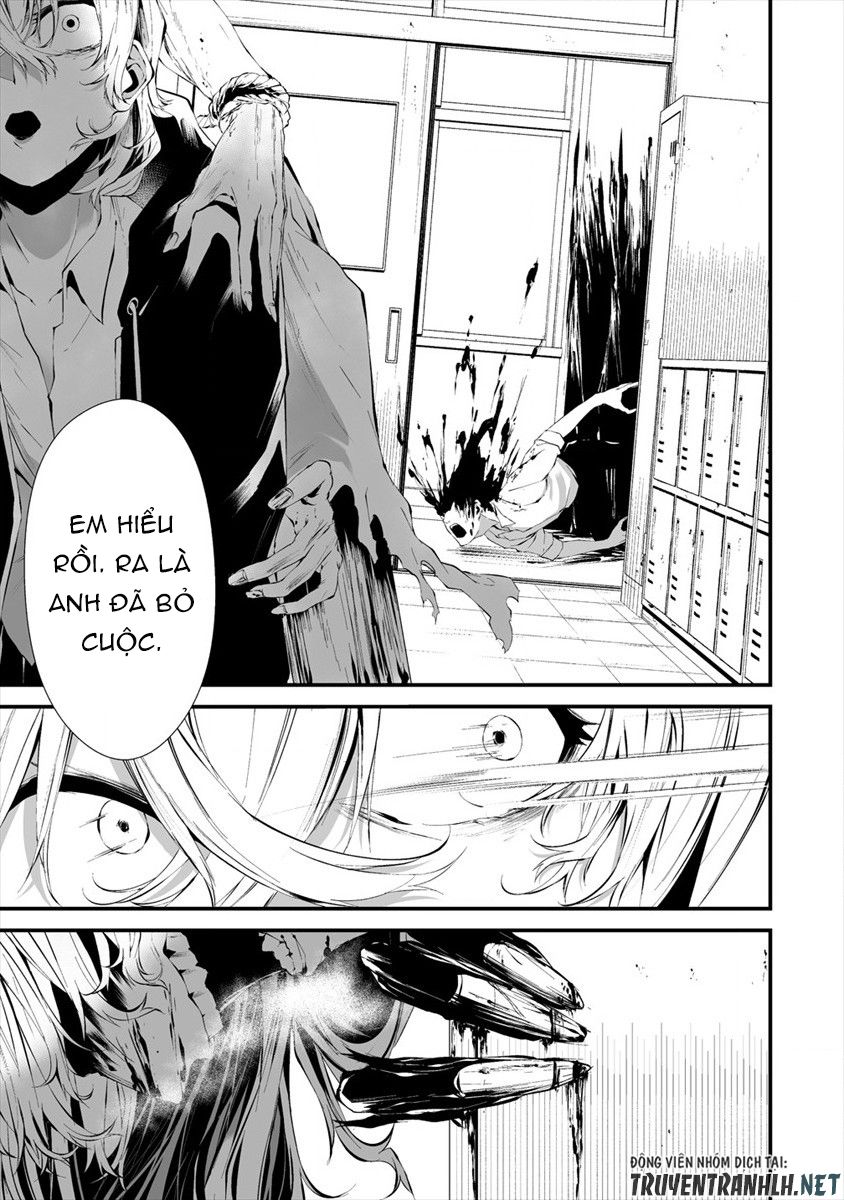 EM HIỂU
RỒI. RA LÀ
ANH ĐÃ BỎ
CUỘC.
ĐỘNG VIÊN NHÓM DỊCH TẠI:
TRUYENTRANHLH.NET